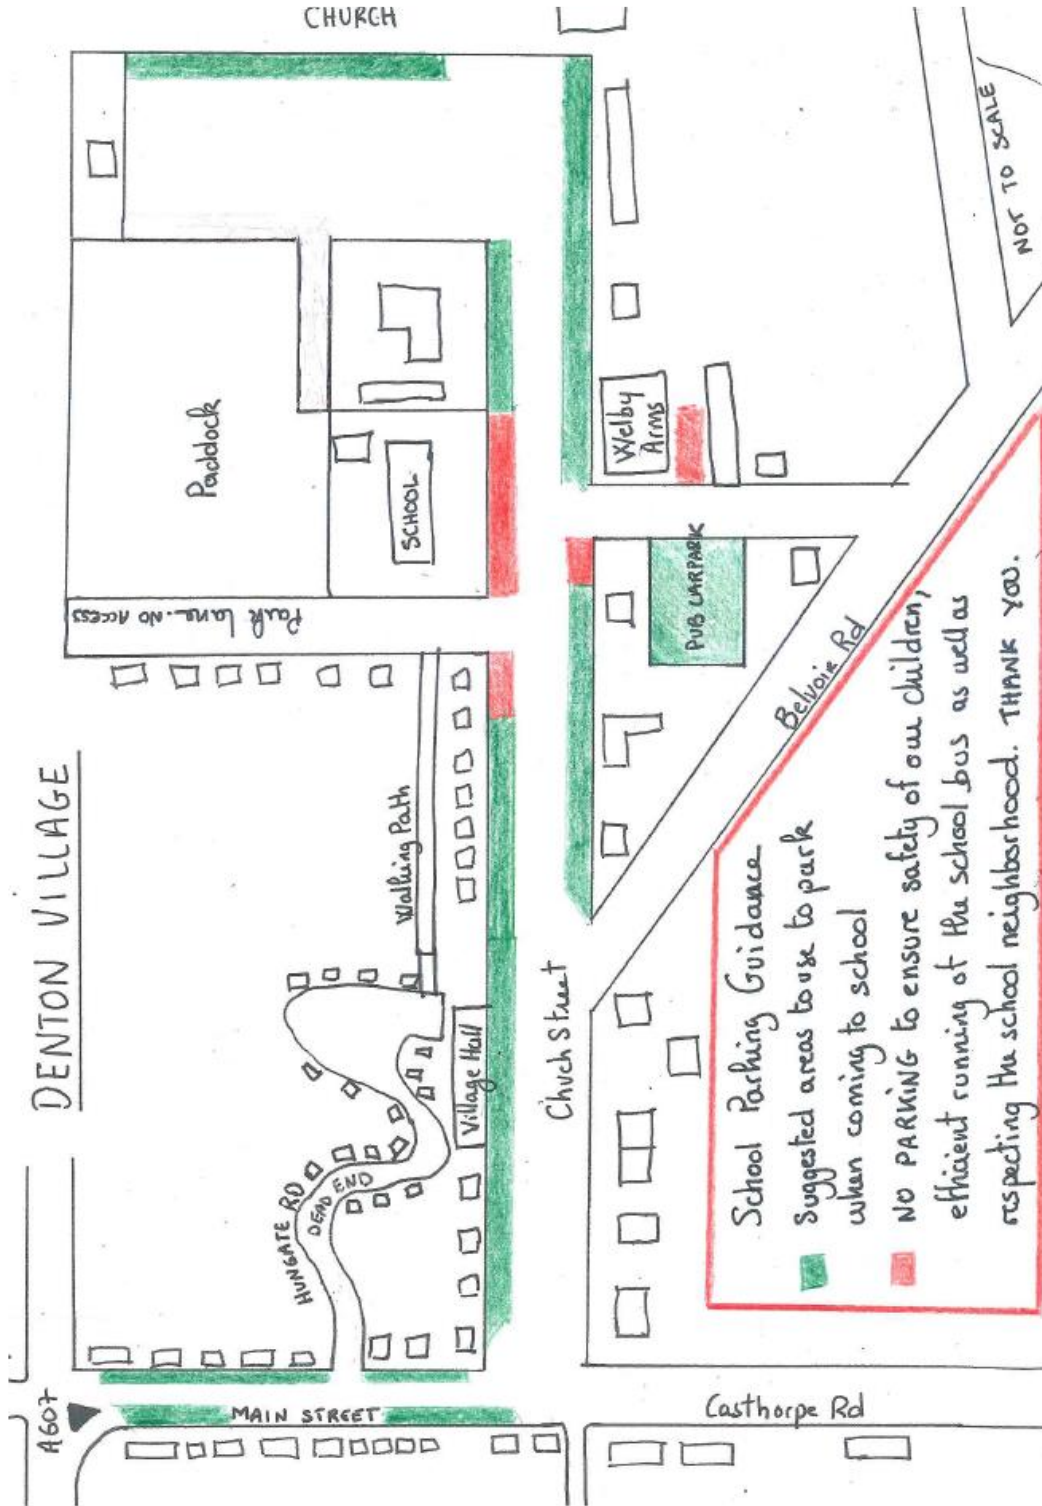 CHURCH
NOT TO SCALE
Paddock
SCHOOL
Welby
Arms
PUB CARPARK
Park Lane - NO ACCESS
Belvoir Rd
DENTON VILLAGE
Walking Path
Village Hall
Chuch Street
HUNGATE RD
DEAD END
A607
MAIN STREET
Casthorpe Rd
School Parking Guidance
Suggested areas to use to park
when coming to school
NO PARKING to ensure safety of our children,
efficient running of the school bus as well as
respecting the school neighborhood. THANK YOU.